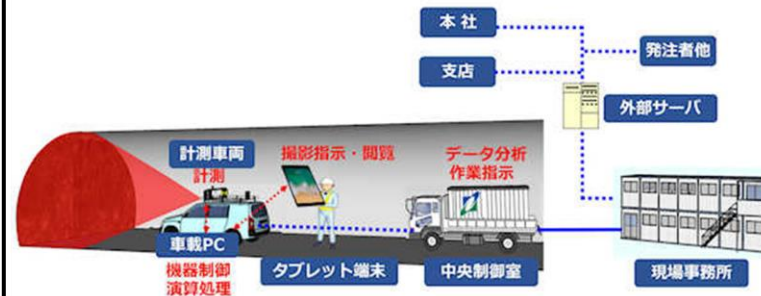 本 社
発注者他
支店
外部サーバ
計測車両
計測
撮影指示・閲覧
データ分析
作業指示
車載PC
機器制御
演算処理
タブレット端末
中央制御室
現場事務所